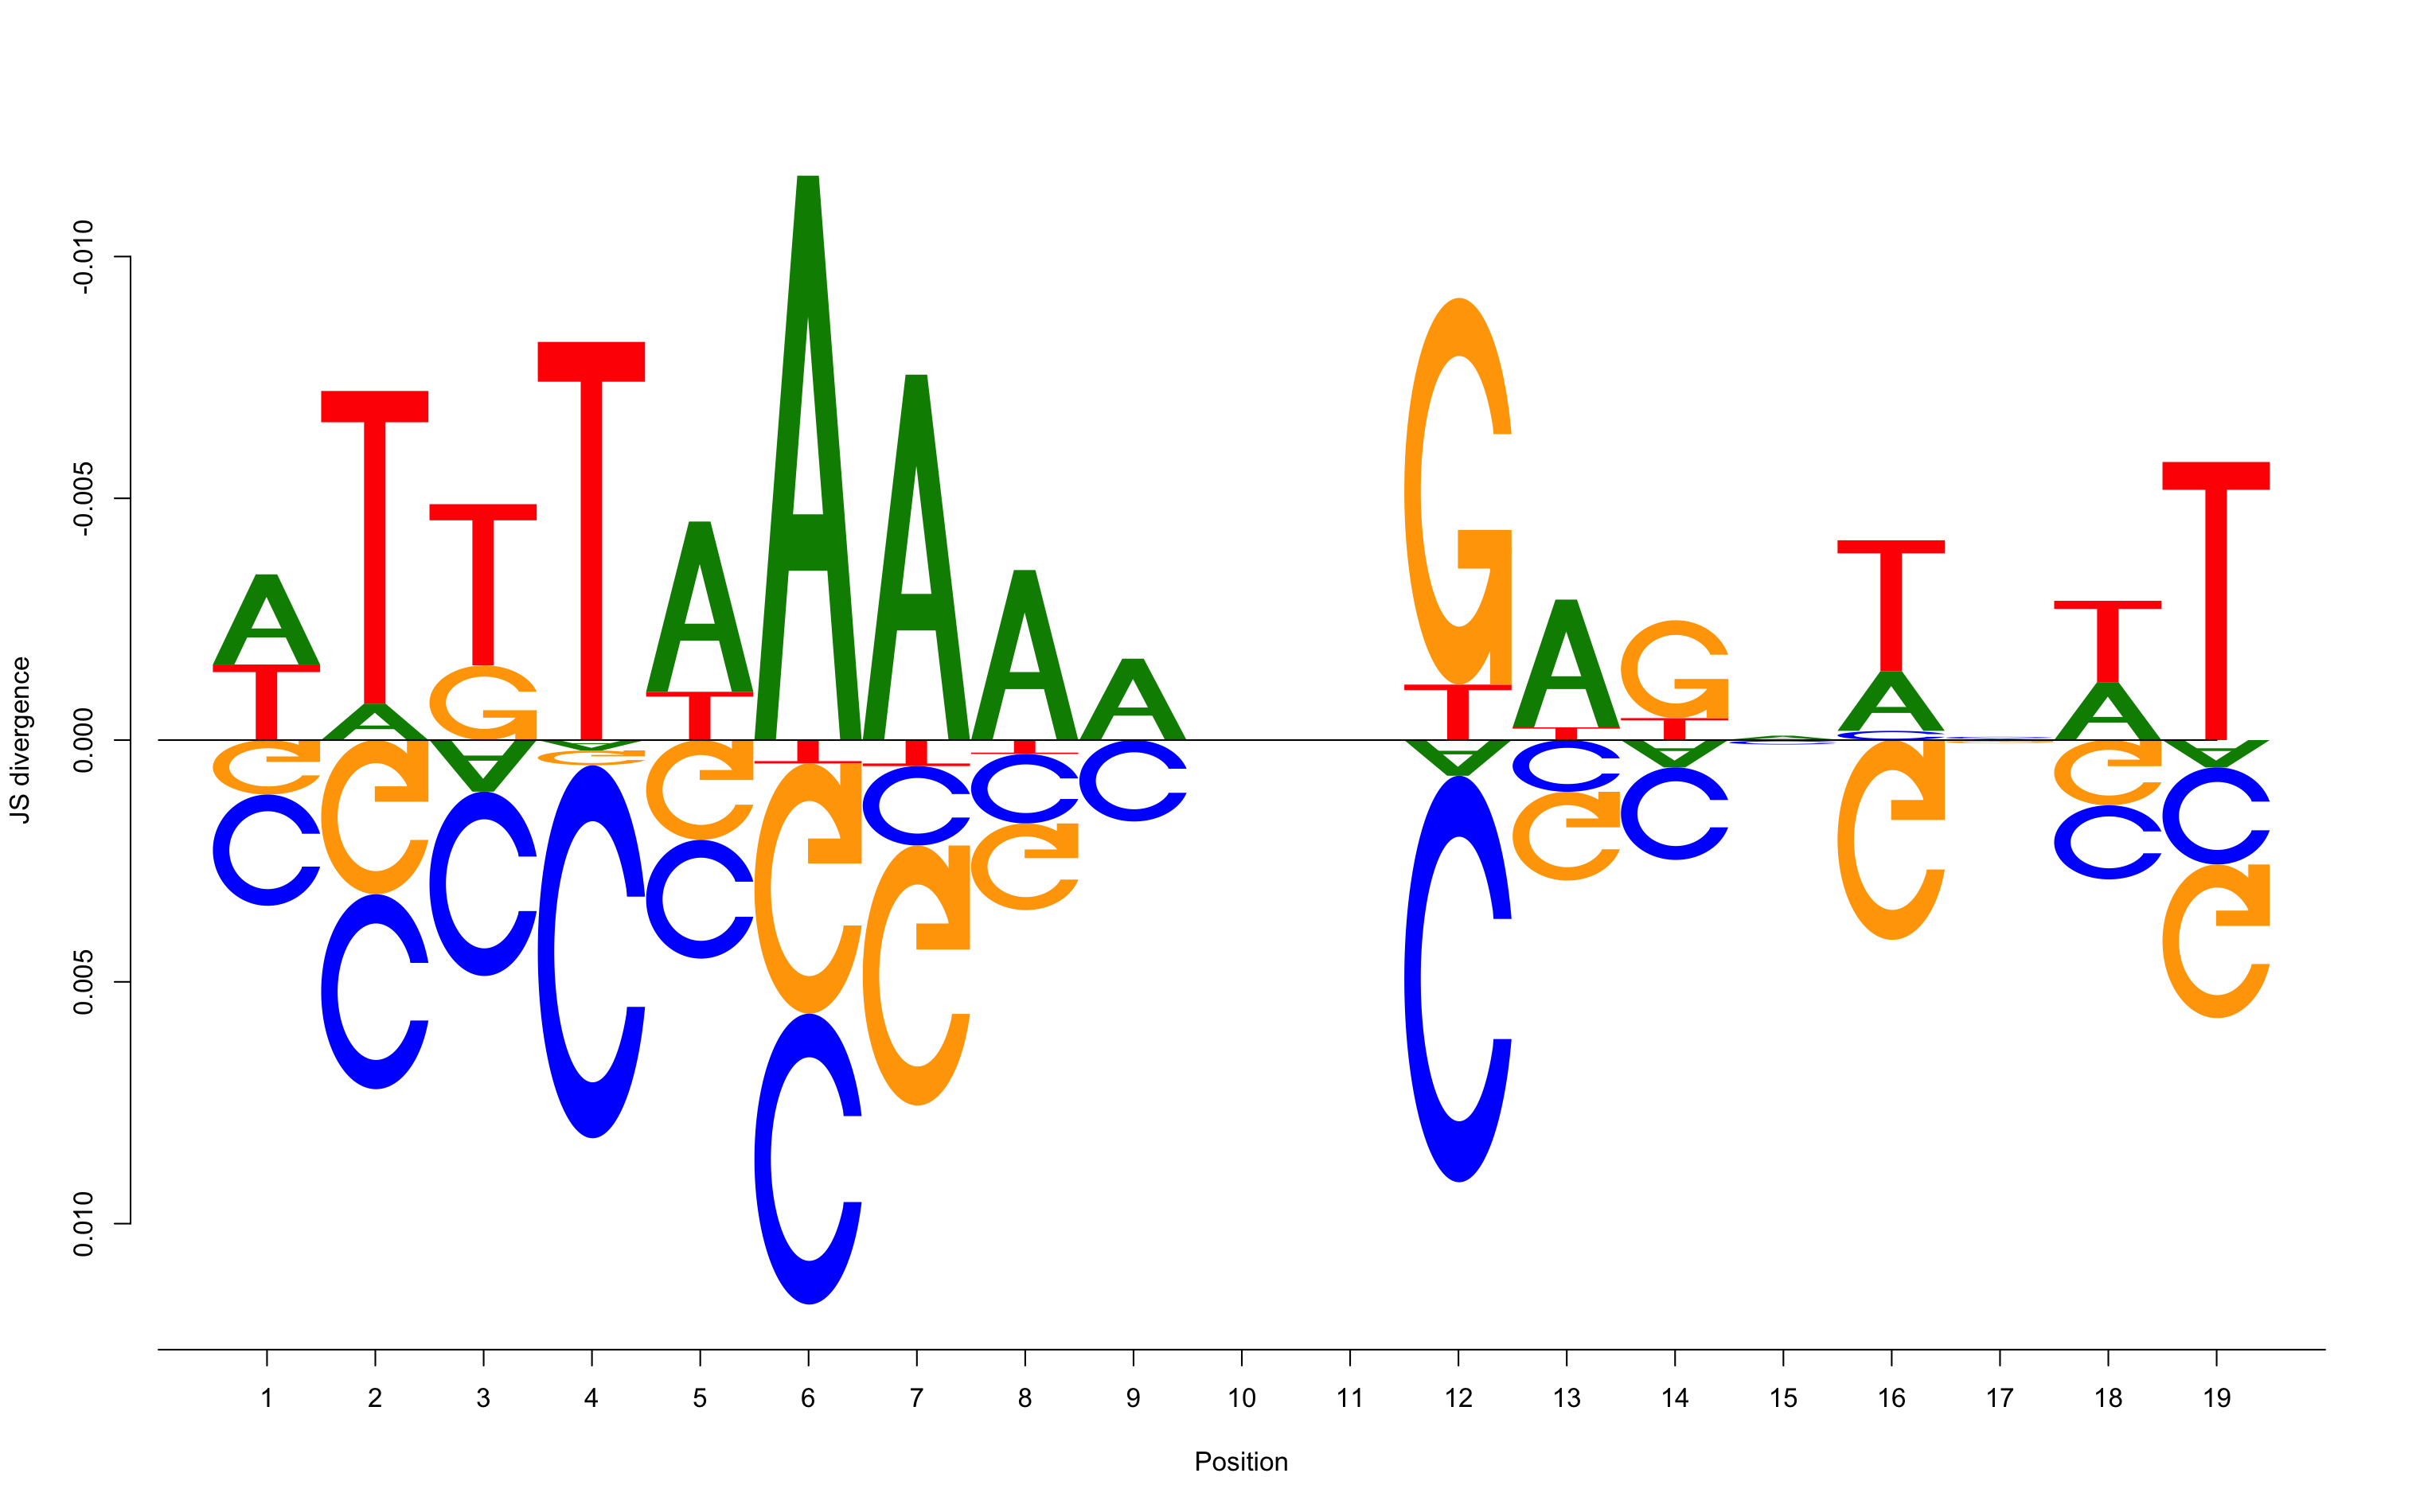 JS divergence
-0.010
-0.005
0.000
0.005
0.010
A T G C
T A G C
T G A C
T A G C
A T G C
A T G C
A T C G
A T C G
A C
G T A C
A T C G
G T A C
A C
T A C G
C G
T A G C
T A C G
1 2 3 4 5 6 7 8 9 10 11 12 13 14 15 16 17 18 19
Position